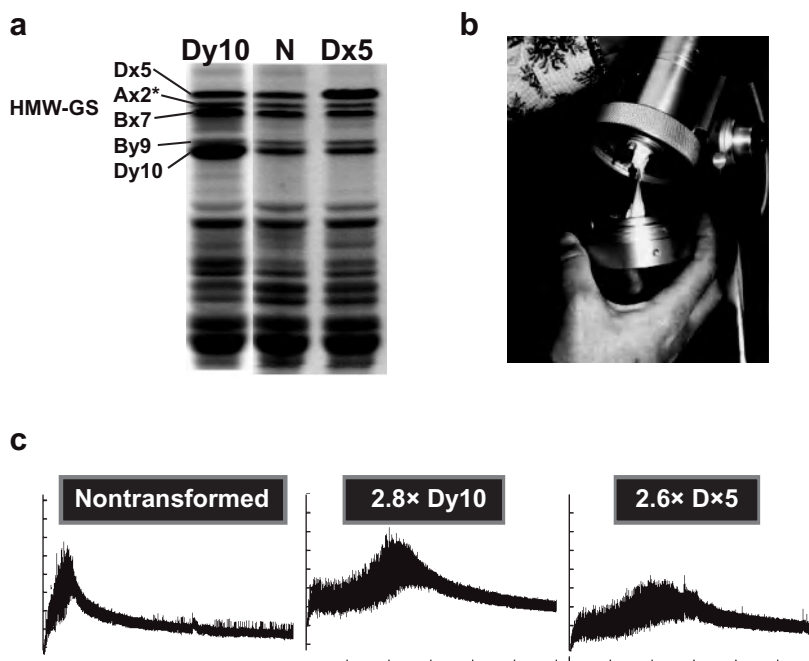 a
Dy10 N Dx5
Dx5
Ax2*
HMW-GS
Bx7
By9
Dy10
b
c
Nontransformed
2.8× Dy10
2.6× D×5